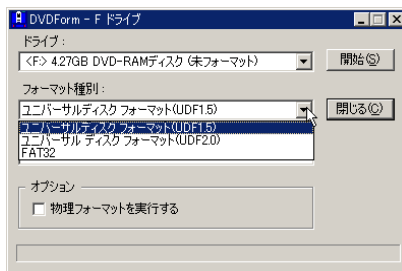 DVDForm - F ドライブ
ドライブ :
<F:> 4.27GB DVD-RAMディスク (未フォーマット)
開始(S)
フォーマット種別 :
ユニバーサルディスク フォーマット(UDF1.5)
閉じる(C)
ユニバーサルディスク フォーマット(UDF1.5)
ユニバーサル ディスク フォーマット(UDF2.0)
FAT32
オプション
物理フォーマットを実行する